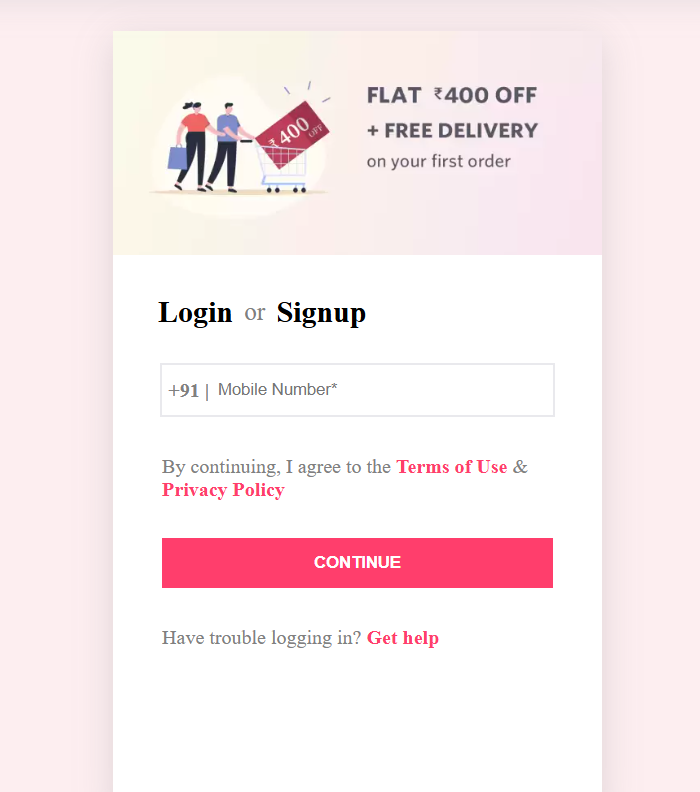 FLAT ₹400 OFF
+ FREE DELIVERY
on your first order
₹400 OFF
Login or Signup
+91 | Mobile Number*
By continuing, I agree to the Terms of Use &
Privacy Policy
CONTINUE
Have trouble logging in? Get help